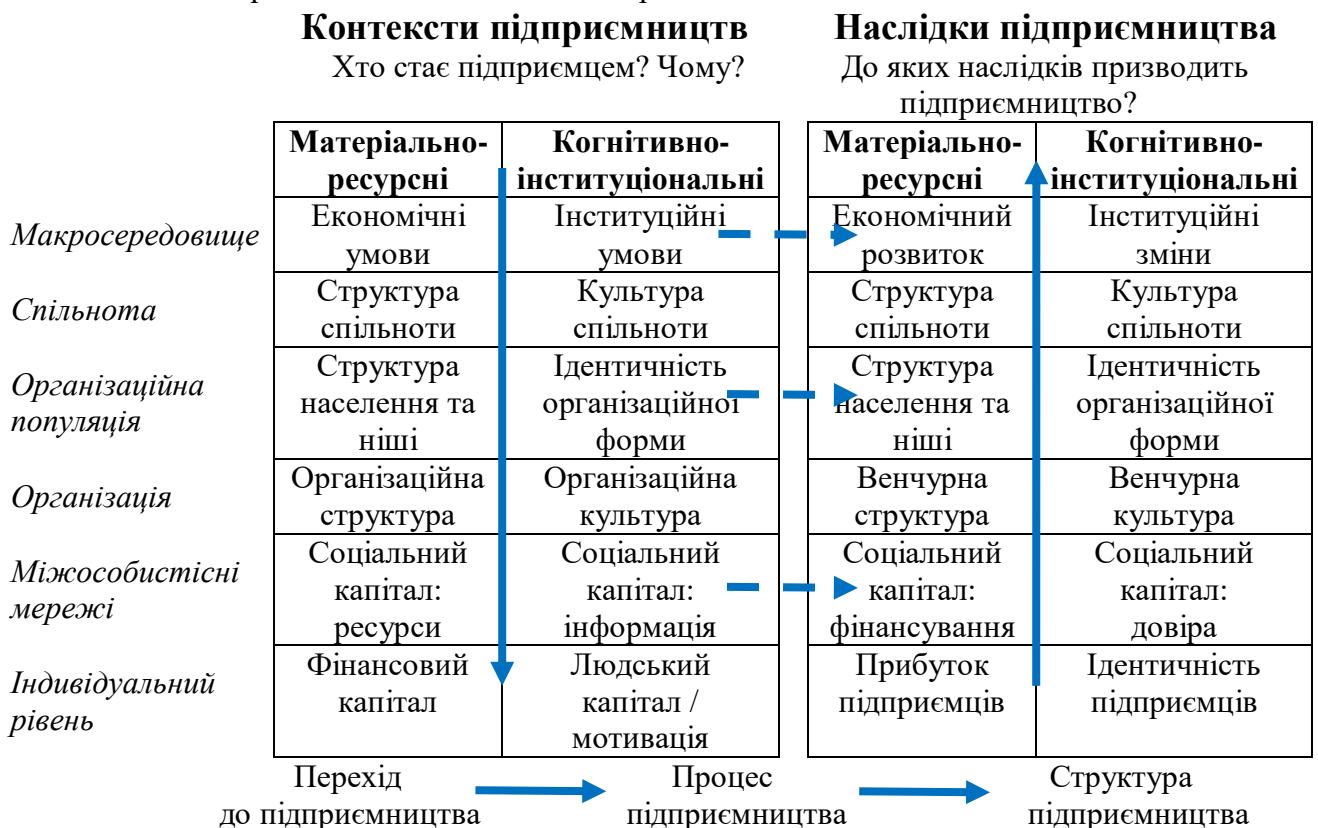 Контексти підприємництв
Наслідки підприємництва
Хто стає підприємцем? Чому?
До яких наслідків призводить
підприємництво?
Матеріально-
ресурсні
Когнітивно-
інституціональні
Матеріально-
ресурсні
Когнітивно-
інституціональні
Макросередовище
Економічні
умови
Інституційні
умови
Економічний
розвиток
Інституційні
зміни
Спільнота
Структура
спільноти
Культура
спільноти
Структура
спільноти
Культура
спільноти
Організаційна
популяція
Структура
населення та
ніші
Ідентичність
організаційної
форми
Структура
населення та
ніші
Ідентичність
організаційної
форми
Організація
Організаційна
структура
Організаційна
культура
Венчурна
структура
Венчурна
культура
Міжособистісні
мережі
Соціальний
капітал:
ресурси
Соціальний
капітал:
інформація
Соціальний
капітал:
фінансування
Соціальний
капітал:
довіра
Індивідуальний
рівень
Фінансовий
капітал
Людський
капітал /
мотивація
Прибуток
підприємців
Ідентичність
підприємців
Перехід
до підприємництва
Процес
підприємництва
Структура
підприємництва